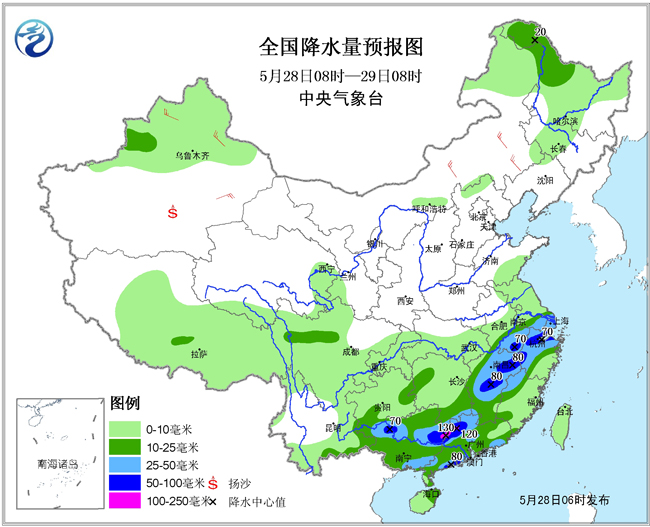 全国降水量预报图
5月28日08时—29日08时
中央气象台
20
哈尔滨
长春
乌鲁木齐
沈阳
呼和浩特
北京
天津
银川
太原
石家庄
西宁
兰州
济南
西安
郑州
合肥
南京
上海
70
70
杭州
拉萨
成都
武汉
重庆
80
南昌
80
长沙
贵阳
福州
台北
昆明
70
130
120
广州
南宁
80
香港
澳门
海口
图例
0-10毫米
10-25毫米
25-50毫米
50-100毫米
100-250毫米
S 扬沙
× 降水中心值
S
南海诸岛
5月28日06时发布